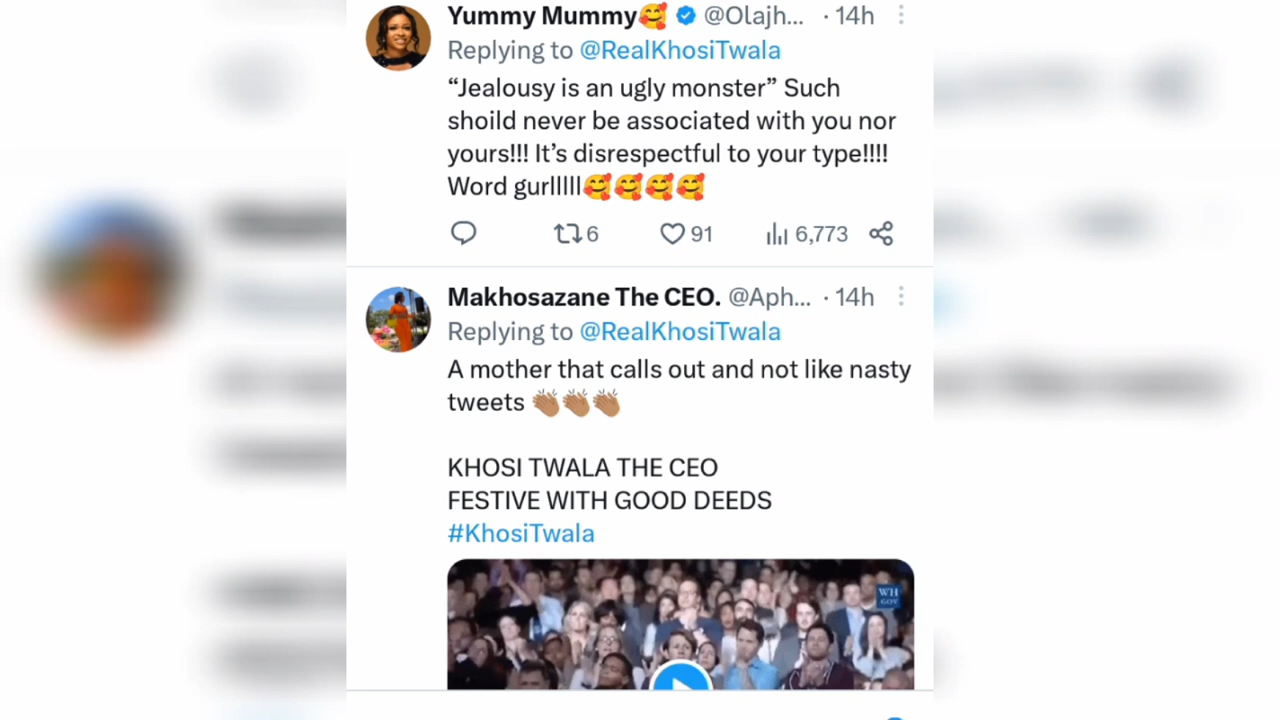 Yummy Mummy🥰 @Olajh... · 14h
Replying to @RealKhosiTwala
“Jealousy is an ugly monster” Such
shoild never be associated with you nor
yours!!! It’s disrespectful to your type!!!!
Word gurlllll🥰🥰🥰🥰
6 91 6,773
Makhosazane The CEO. @Aph... · 14h
Replying to @RealKhosiTwala
A mother that calls out and not like nasty
tweets 👏🏽👏🏽👏🏽
KHOSI TWALA THE CEO
FESTIVE WITH GOOD DEEDS
#KhosiTwala
WH
GOV